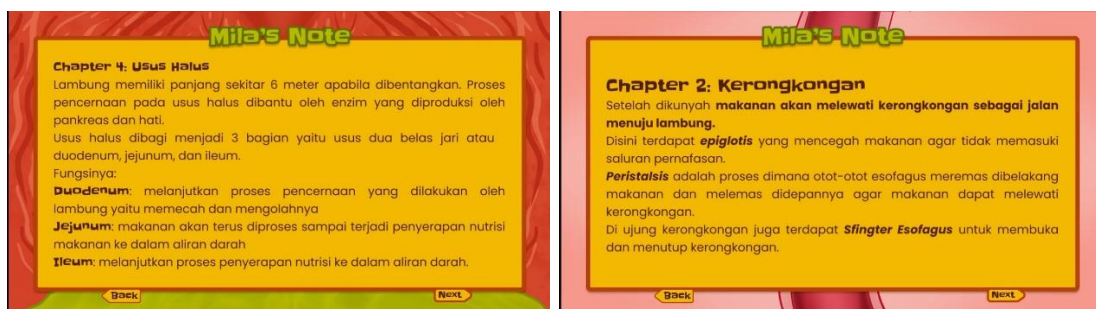 Mila's Note
Chapter 4: Usus Halus
Lambung memiliki panjang sekitar 6 meter apabila dibentangkan. Proses
pencernaan pada usus halus dibantu oleh enzim yang diproduksi oleh
pankreas dan hati.
Usus halus dibagi menjadi 3 bagian yaitu usus dua belas jari atau
duodenum, jejunum, dan ileum.
Fungsinya:
Duodenum: melanjutkan proses pencernaan yang dilakukan oleh
lambung yaitu memecah dan mengolahnya
Jejunum: makanan akan terus diproses sampai terjadi penyerapan nutrisi
makanan ke dalam aliran darah
Ileum: melanjutkan proses penyerapan nutrisi ke dalam aliran darah.
Back
Next
Mila's Note
Chapter 2: Kerongkongan
Setelah dikunyah makanan akan melewati kerongkongan sebagai jalan
menuju lambung.
Disini terdapat epiglotis yang mencegah makanan agar tidak memasuki
saluran pernafasan.
Peristalsis adalah proses dimana otot-otot esofagus meremas dibelakang
makanan dan melemas didepannya agar makanan dapat melewati
kerongkongan.
Di ujung kerongkongan juga terdapat Sfingter Esofagus untuk membuka
dan menutup kerongkongan.
Back
Next